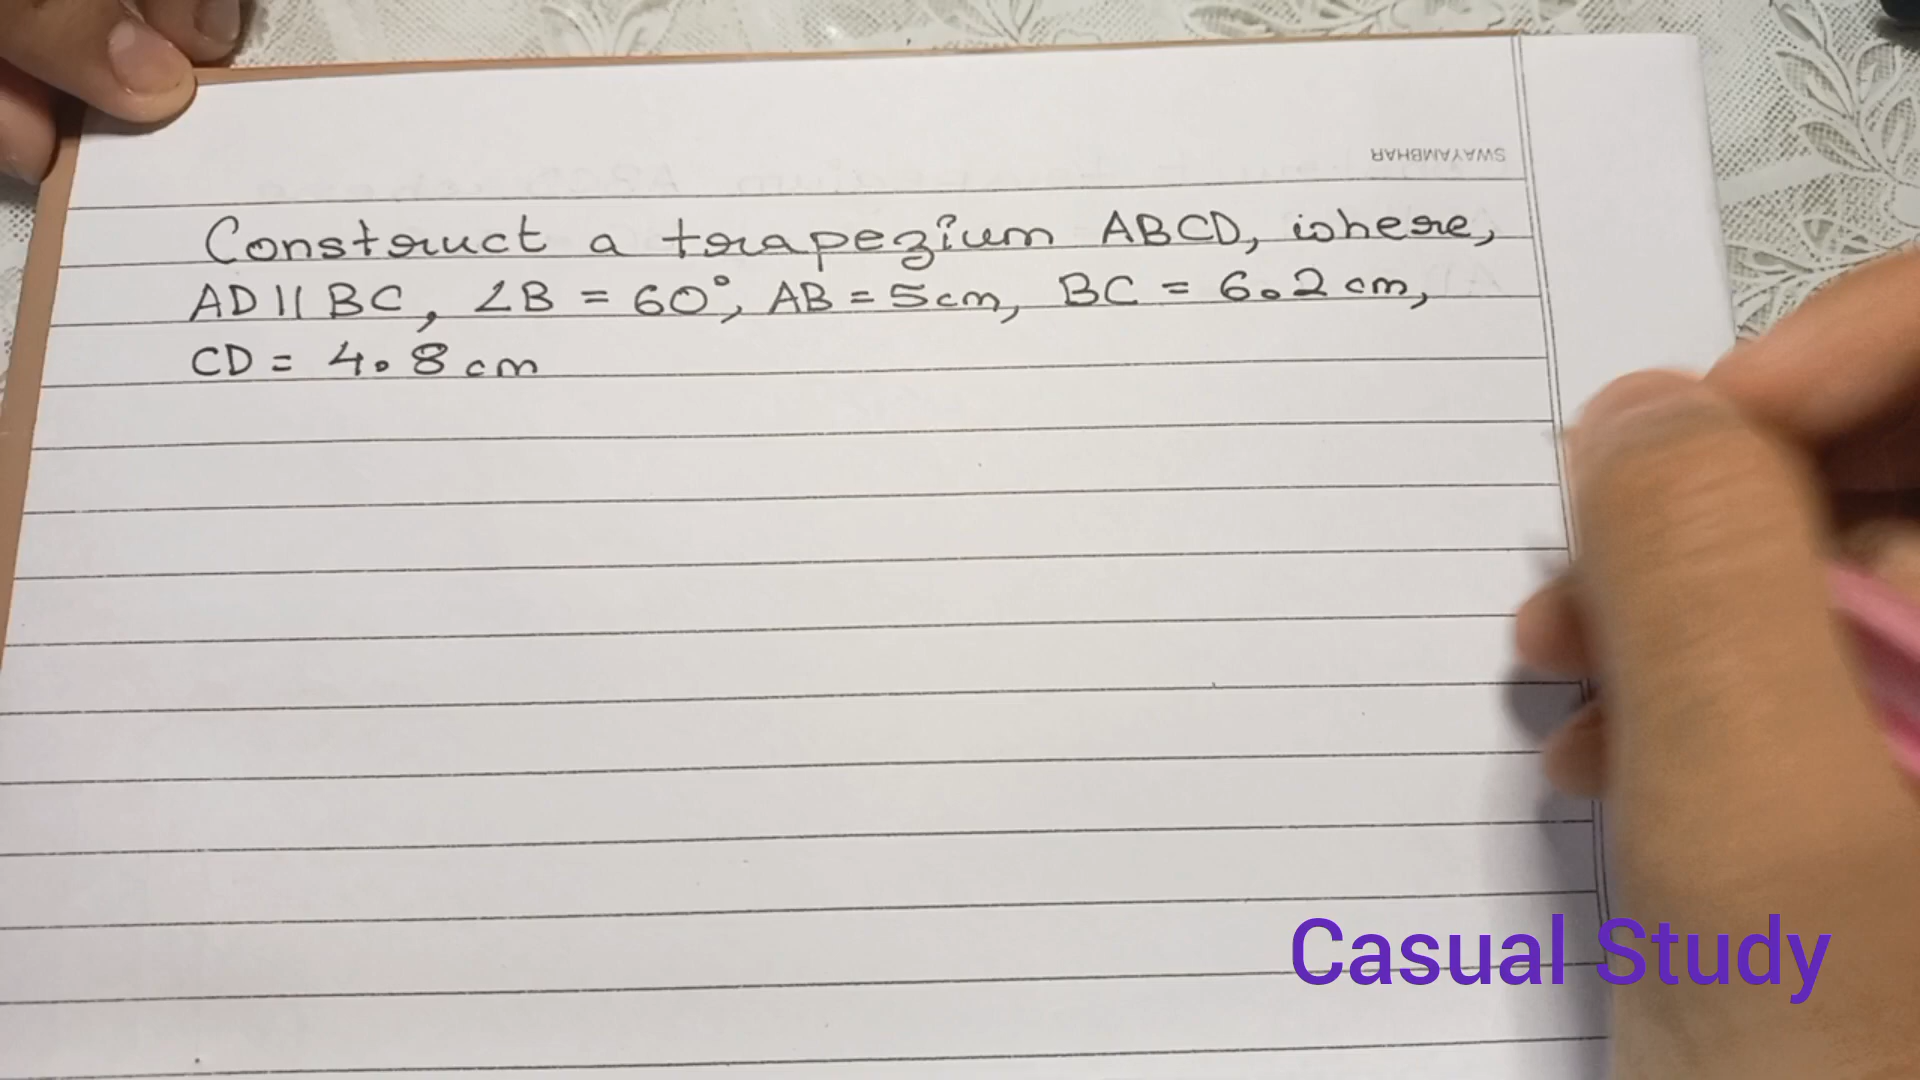 SWAYAMBHAR
Construct a trapezium ABCD, where,
AD || BC, ∠B = 60°, AB = 5cm, BC = 6.2 cm,
CD = 4.8 cm
Casual Study